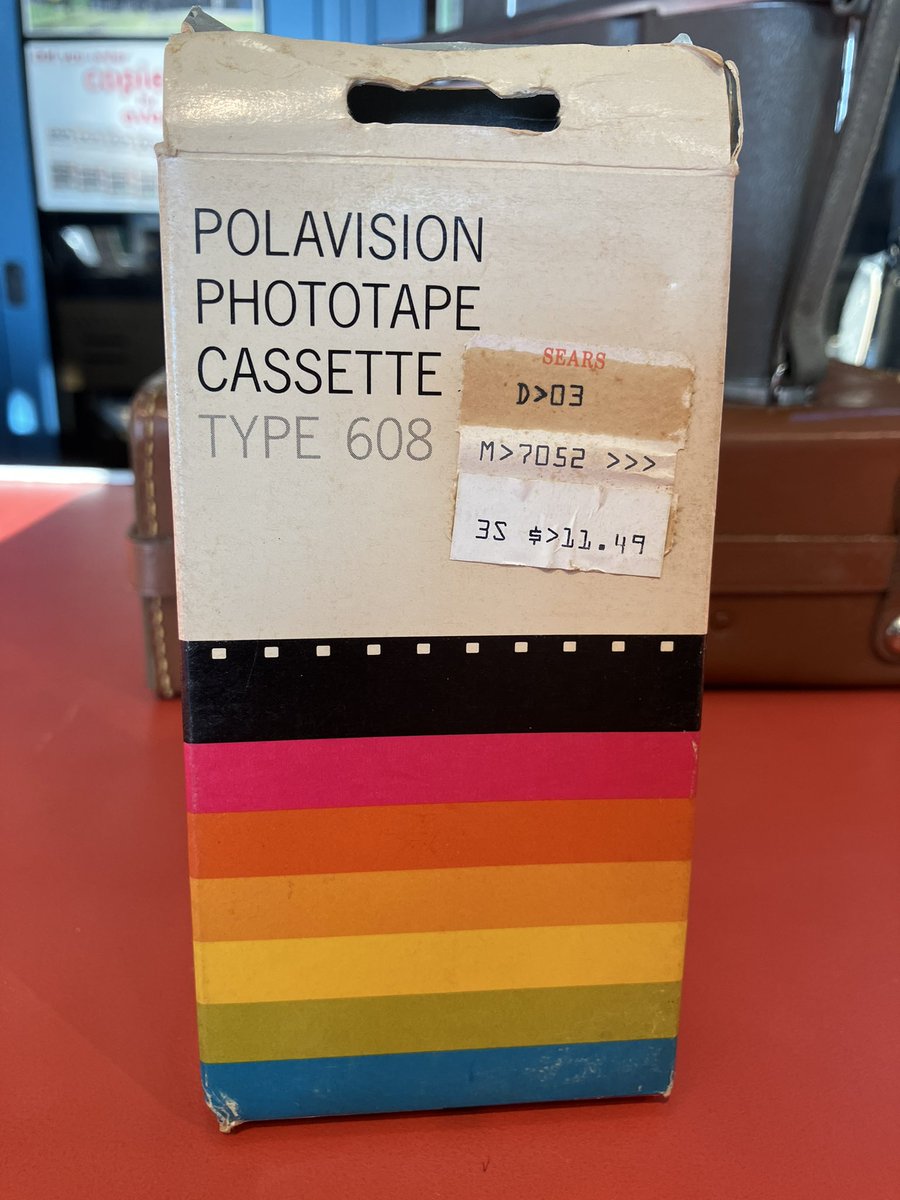 POLAVISION
PHOTOTAPE
CASSETTE
TYPE 608
SEARS
D>03
M>7052 >>>
3S $>11.49